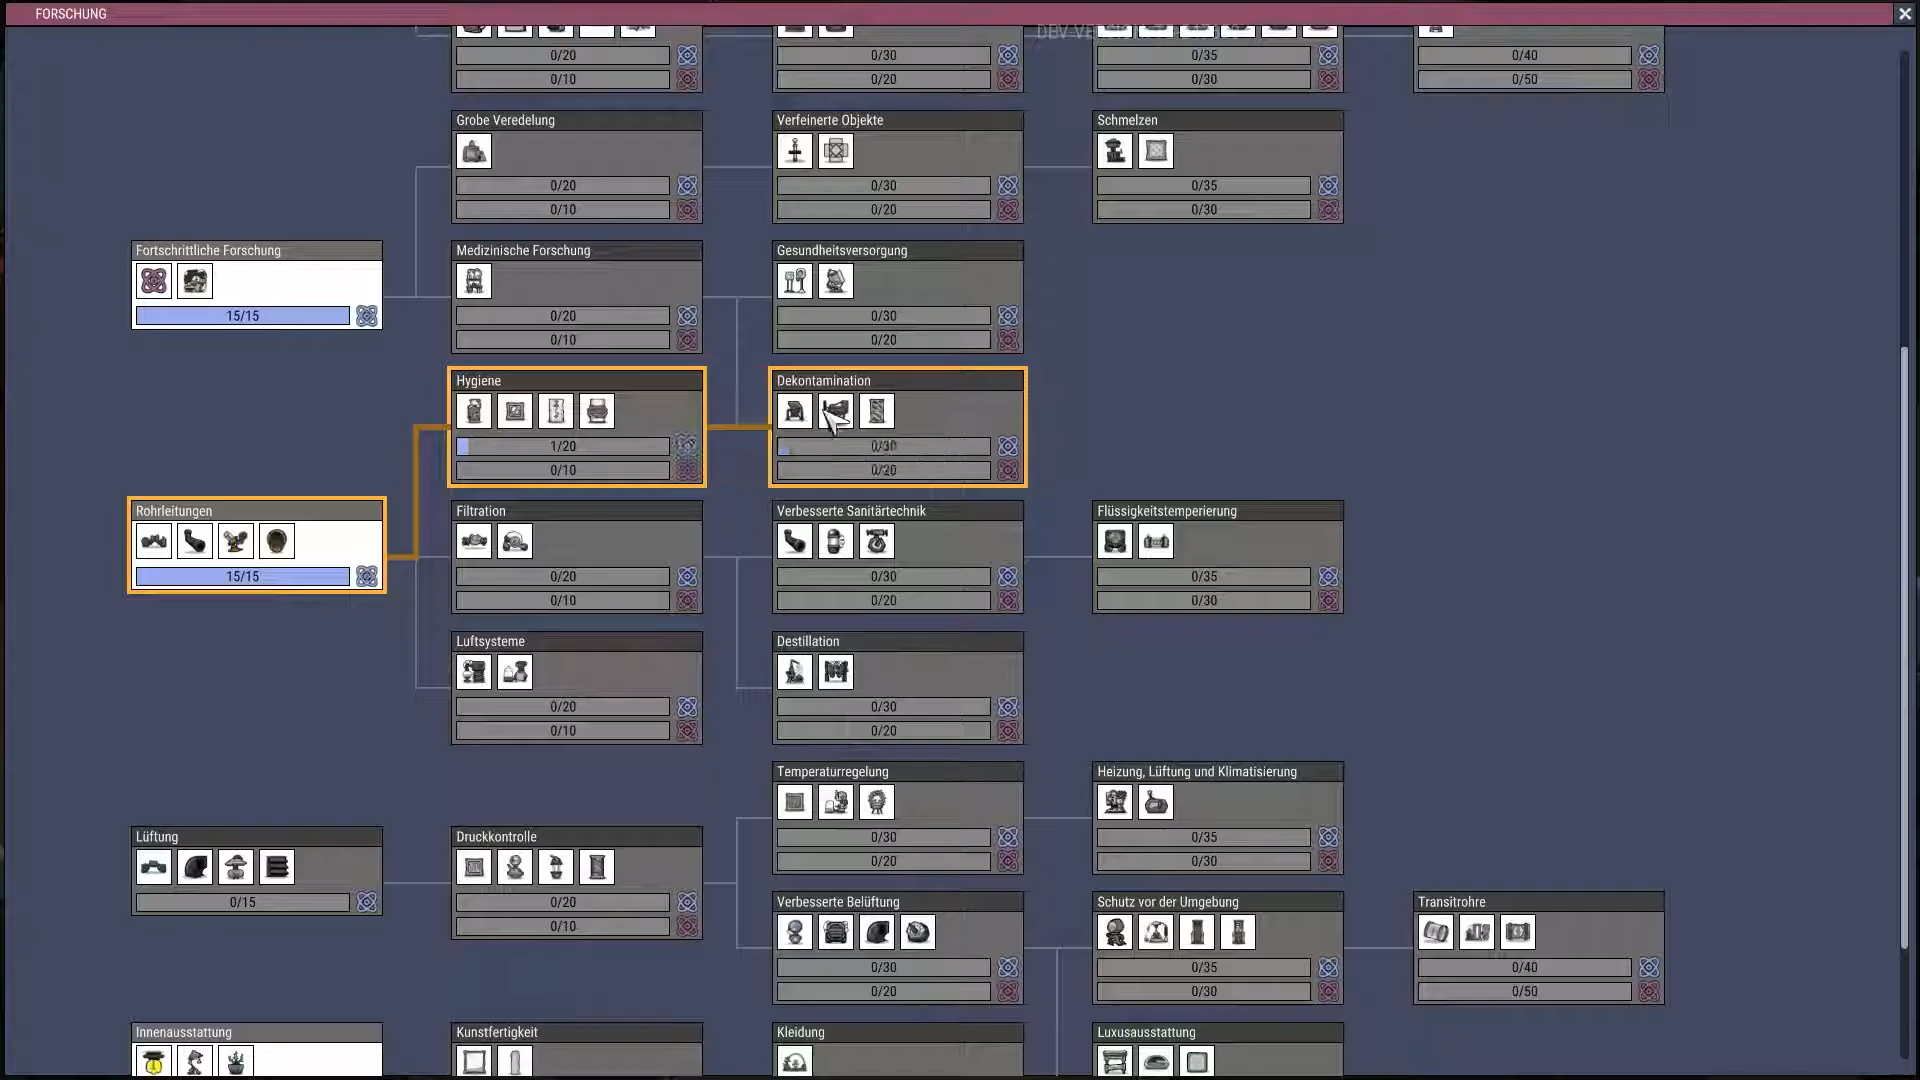 FORSCHUNG
0/20
0/30
0/35
0/40
0/10
0/20
0/30
0/50
Grobe Veredelung
Verfeinerte Objekte
Schmelzen
0/20
0/30
0/35
0/10
0/20
0/30
Fortschrittliche Forschung
Medizinische Forschung
Gesundheitsversorgung
15/15
0/20
0/30
0/10
0/20
Hygiene
Dekontamination
1/20
0/30
0/10
0/20
Rohrleitungen
Filtration
Verbesserte Sanitärtechnik
Flüssigkeitstemperierung
15/15
0/20
0/30
0/35
0/10
0/20
0/30
Luftsysteme
Destillation
0/20
0/30
0/10
0/20
Temperaturregelung
Heizung, Lüftung und Klimatisierung
0/30
0/35
0/20
0/30
Lüftung
Druckkontrolle
0/15
0/20
0/10
Verbesserte Belüftung
Schutz vor der Umgebung
Transitrohre
0/30
0/35
0/40
0/20
0/30
0/50
Innenausstattung
Kunstfertigkeit
Kleidung
Luxusausstattung